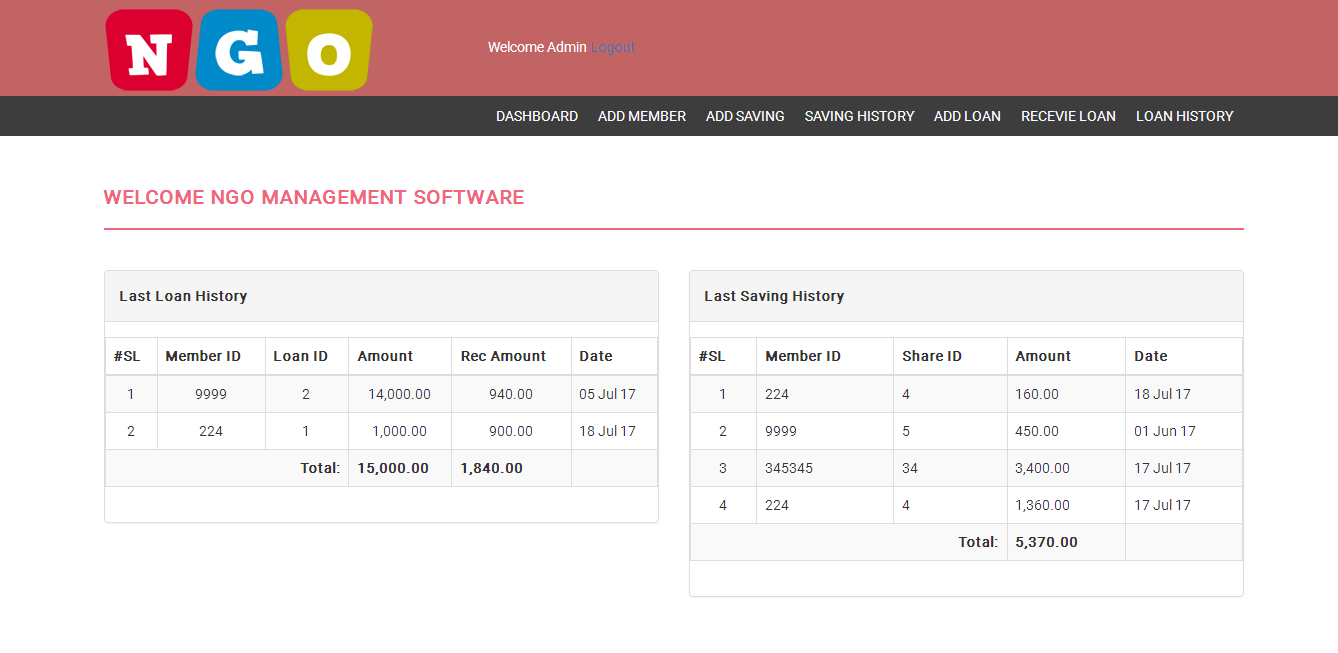 NGO
Welcome Admin Logout
DASHBOARD ADD MEMBER ADD SAVING SAVING HISTORY ADD LOAN RECEVIE LOAN LOAN HISTORY
WELCOME NGO MANAGEMENT SOFTWARE
Last Loan History
#SL Member ID Loan ID Amount Rec Amount Date
1 9999 2 14,000.00 940.00 05 Jul 17
2 224 1 1,000.00 900.00 18 Jul 17
Total: 15,000.00 1,840.00
Last Saving History
#SL Member ID Share ID Amount Date
1 224 4 160.00 18 Jul 17
2 9999 5 450.00 01 Jun 17
3 345345 34 3,400.00 17 Jul 17
4 224 4 1,360.00 17 Jul 17
Total: 5,370.00